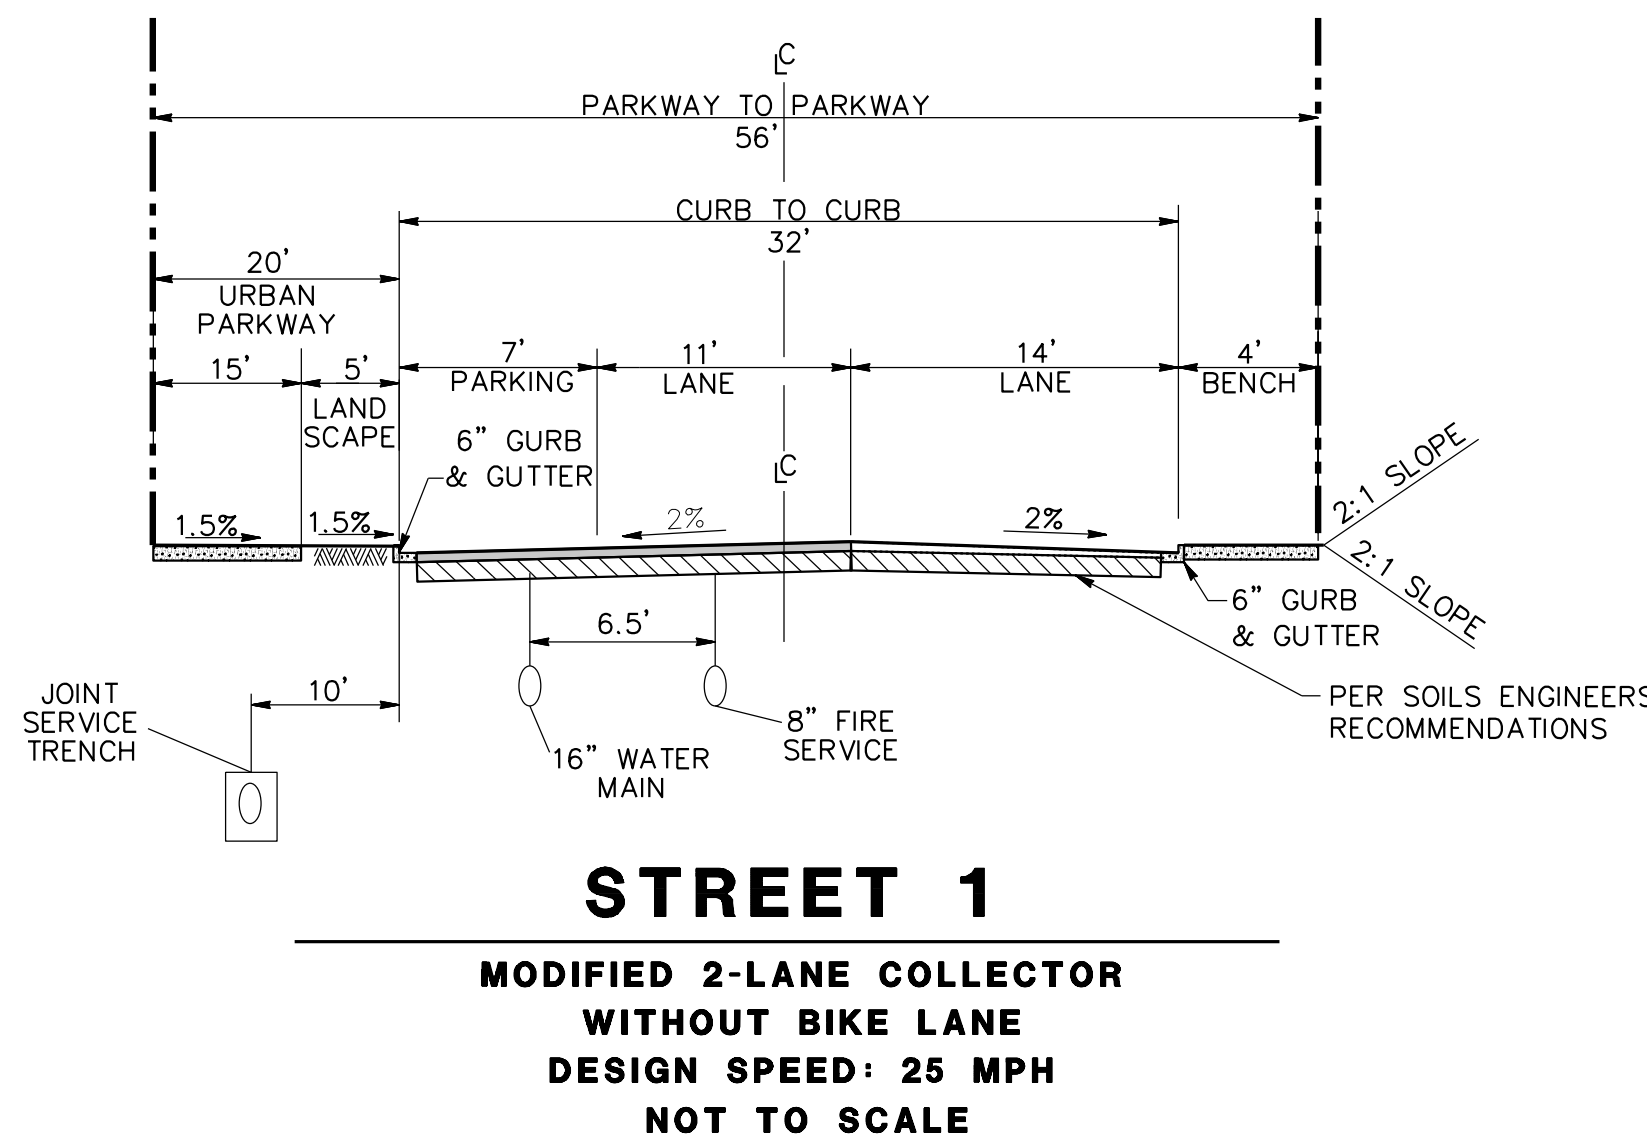 C
L
PARKWAY TO PARKWAY
56'
CURB TO CURB
32'
20'
URBAN
PARKWAY
15'
5'
LAND
SCAPE
7'
PARKING
11'
LANE
14'
LANE
4'
BENCH
6" GURB
& GUTTER
C
L
2:1 SLOPE
1.5%
1.5%
2%
2%
2:1 SLOPE
6" GURB
& GUTTER
6.5'
10'
JOINT
SERVICE
TRENCH
16" WATER
MAIN
8" FIRE
SERVICE
PER SOILS ENGINEERS
RECOMMENDATIONS
STREET 1
MODIFIED 2-LANE COLLECTOR
WITHOUT BIKE LANE
DESIGN SPEED: 25 MPH
NOT TO SCALE